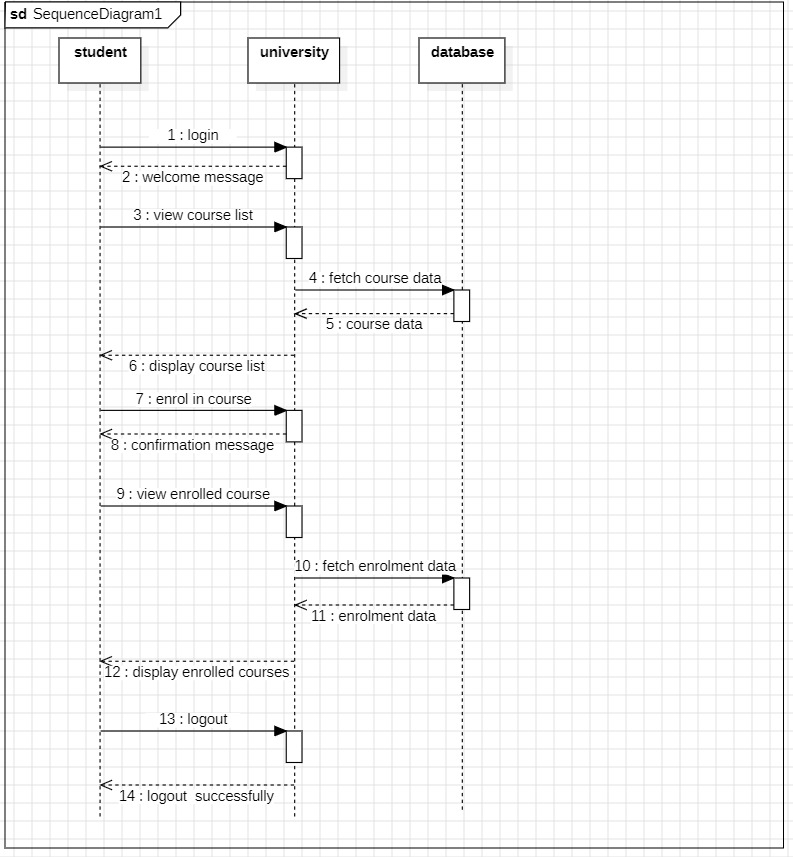 sd SequenceDiagram1
student
university
database
1 : login
2 : welcome message
3 : view course list
4 : fetch course data
5 : course data
6 : display course list
7 : enrol in course
8 : confirmation message
9 : view enrolled course
10 : fetch enrolment data
11 : enrolment data
12 : display enrolled courses
13 : logout
14 : logout  successfully